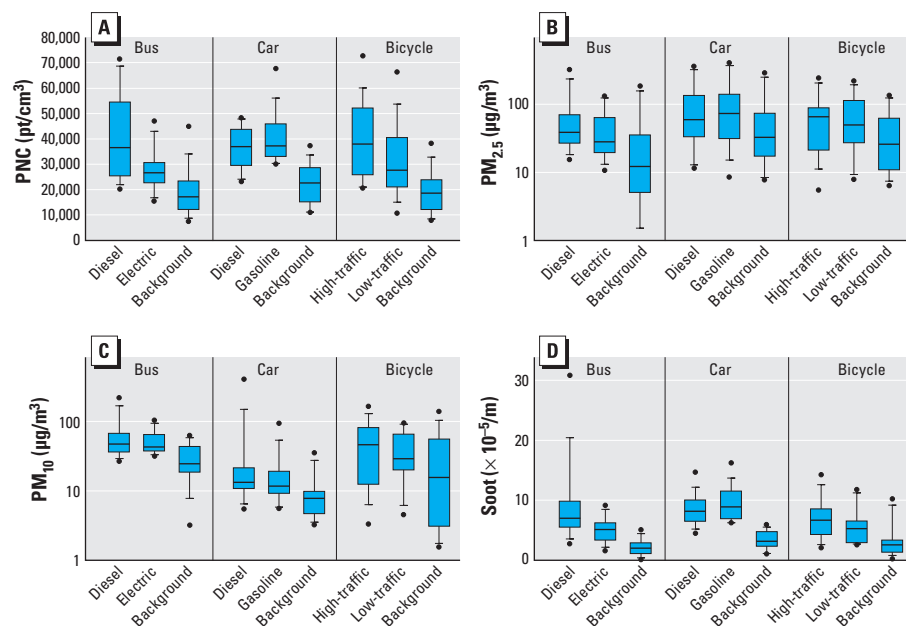 A
Bus
Car
Bicycle
PNC (pt/cm³)
80,000
70,000
60,000
50,000
40,000
30,000
20,000
10,000
0
Diesel
Electric
Background
Diesel
Gasoline
Background
High-traffic
Low-traffic
Background
B
Bus
Car
Bicycle
PM₂.₅ (µg/m³)
100
10
1
Diesel
Electric
Background
Diesel
Gasoline
Background
High-traffic
Low-traffic
Background
C
Bus
Car
Bicycle
PM₁₀ (µg/m³)
100
10
1
Diesel
Electric
Background
Diesel
Gasoline
Background
High-traffic
Low-traffic
Background
D
Bus
Car
Bicycle
Soot (× 10⁻⁵/m)
30
20
10
0
Diesel
Electric
Background
Diesel
Gasoline
Background
High-traffic
Low-traffic
Background